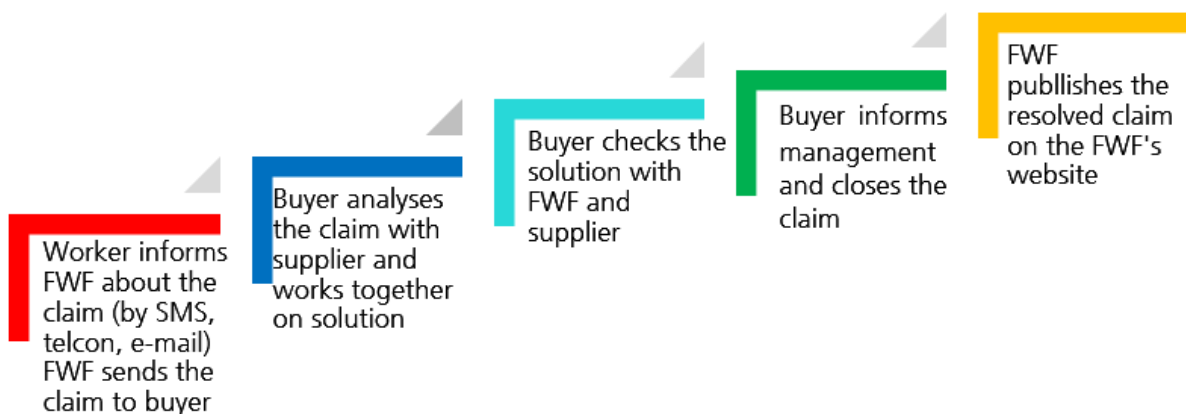 Worker informs
FWF about the
claim (by SMS,
telcon, e-mail)
FWF sends the
claim to buyer
Buyer analyses
the claim with
supplier and
works together
on solution
Buyer checks the
solution with
FWF and
supplier
Buyer informs
management
and closes the
claim
FWF
publlishes the
resolved claim
on the FWF's
website